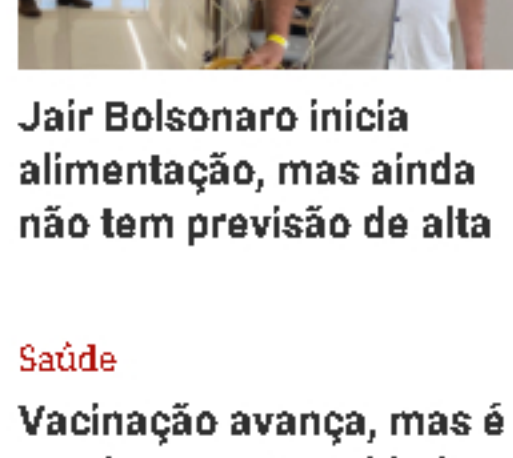 Jair Bolsonaro inicia
alimentação, mas ainda
não tem previsão de alta
Saúde
Vacinação avança, mas é